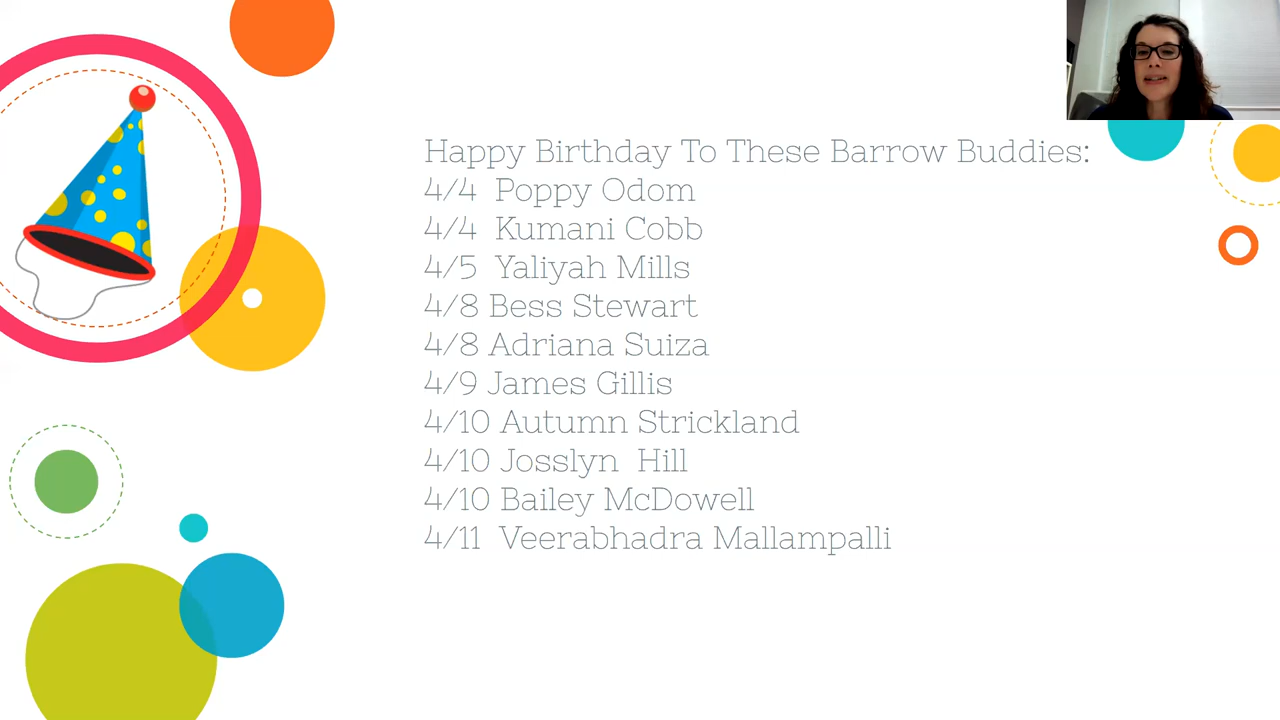 Happy Birthday To These Barrow Buddies:
4/4 Poppy Odom
4/4 Kumani Cobb
4/5 Yaliyah Mills
4/8 Bess Stewart
4/8 Adriana Suiza
4/9 James Gillis
4/10 Autumn Strickland
4/10 Josslyn Hill
4/10 Bailey McDowell
4/11 Veerabhadra Mallampalli